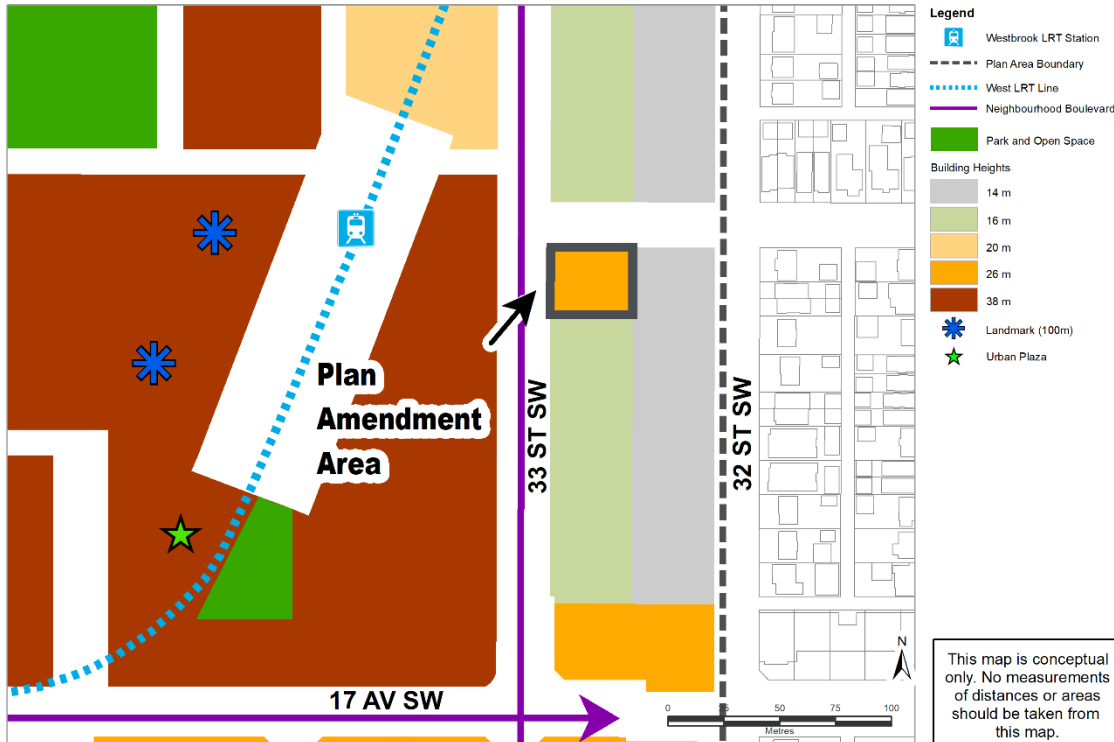 Plan
Amendment
Area
33 ST SW
32 ST SW
17 AV SW
N
0 25 50 75 100
Metres
Legend
Westbrook LRT Station
Plan Area Boundary
West LRT Line
Neighbourhood Boulevard
Park and Open Space
Building Heights
14 m
16 m
20 m
26 m
38 m
Landmark (100m)
Urban Plaza
This map is conceptual
only. No measurements
of distances or areas
should be taken from
this map.